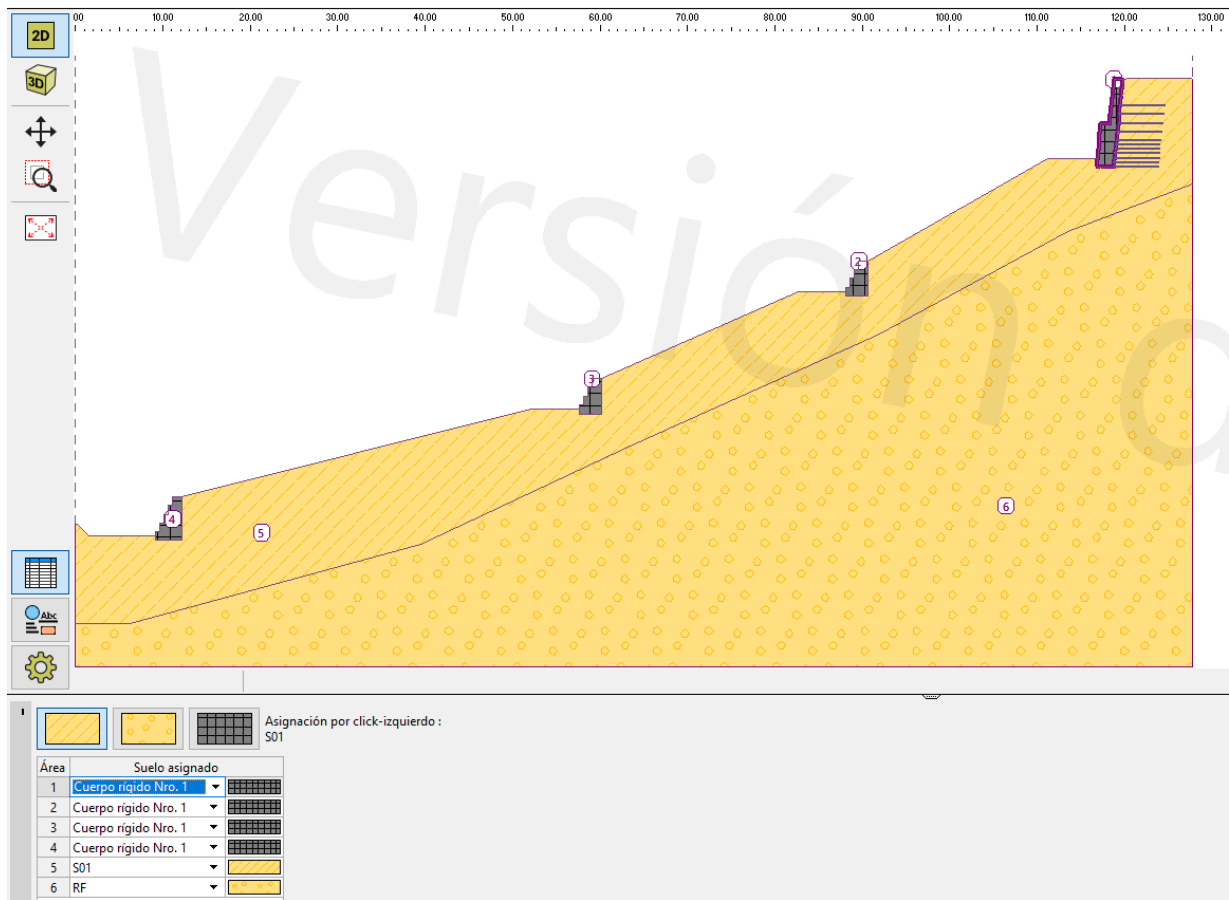 00 10.00 20.00 30.00 40.00 50.00 60.00 70.00 80.00 90.00 100.00 110.00 120.00 130.00
2D
3D
Versión d
2
3
4
5
6
Abc
Asignación por click-izquierdo :
S01
Área Suelo asignado
1 Cuerpo rígido Nro. 1
2 Cuerpo rígido Nro. 1
3 Cuerpo rígido Nro. 1
4 Cuerpo rígido Nro. 1
5 S01
6 RF